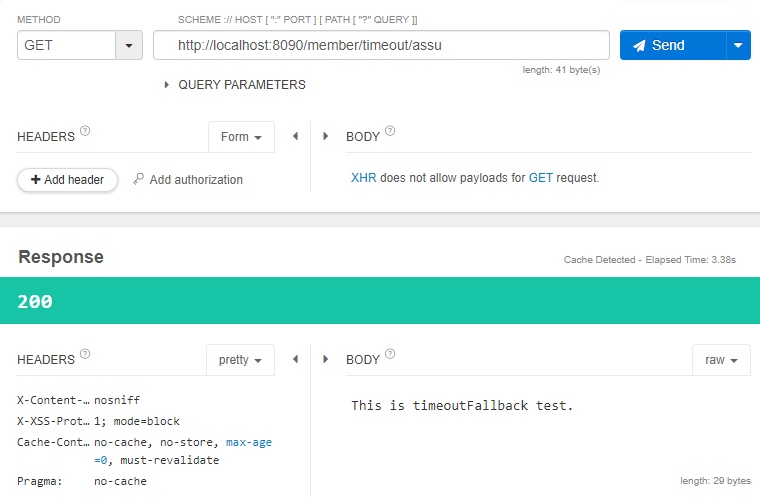 METHOD SCHEME :// HOST [ ":" PORT ] [ PATH [ "?" QUERY ]]
GET http://localhost:8090/member/timeout/assu Send
length: 41 byte(s)
QUERY PARAMETERS
HEADERS ? Form BODY ?
+ Add header Add authorization XHR does not allow payloads for GET request.
Response Cache Detected - Elapsed Time: 3.38s
200
HEADERS ? pretty BODY ? raw
X-Content-… nosniff This is timeoutFallback test.
X-XSS-Prot… 1; mode=block
Cache-Cont… no-cache, no-store, max-age
=0, must-revalidate
Pragma: no-cache length: 29 bytes